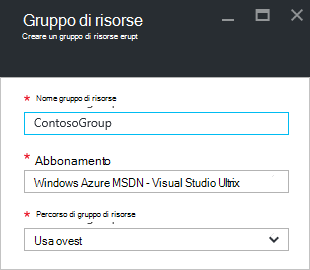 Gruppo di risorse
Creare un gruppo di risorse erupt
* Nome gruppo di risorse
ContosoGroup
* Abbonamento
Windows Azure MSDN - Visual Studio Ultrix
* Percorso di gruppo di risorse
Usa ovest